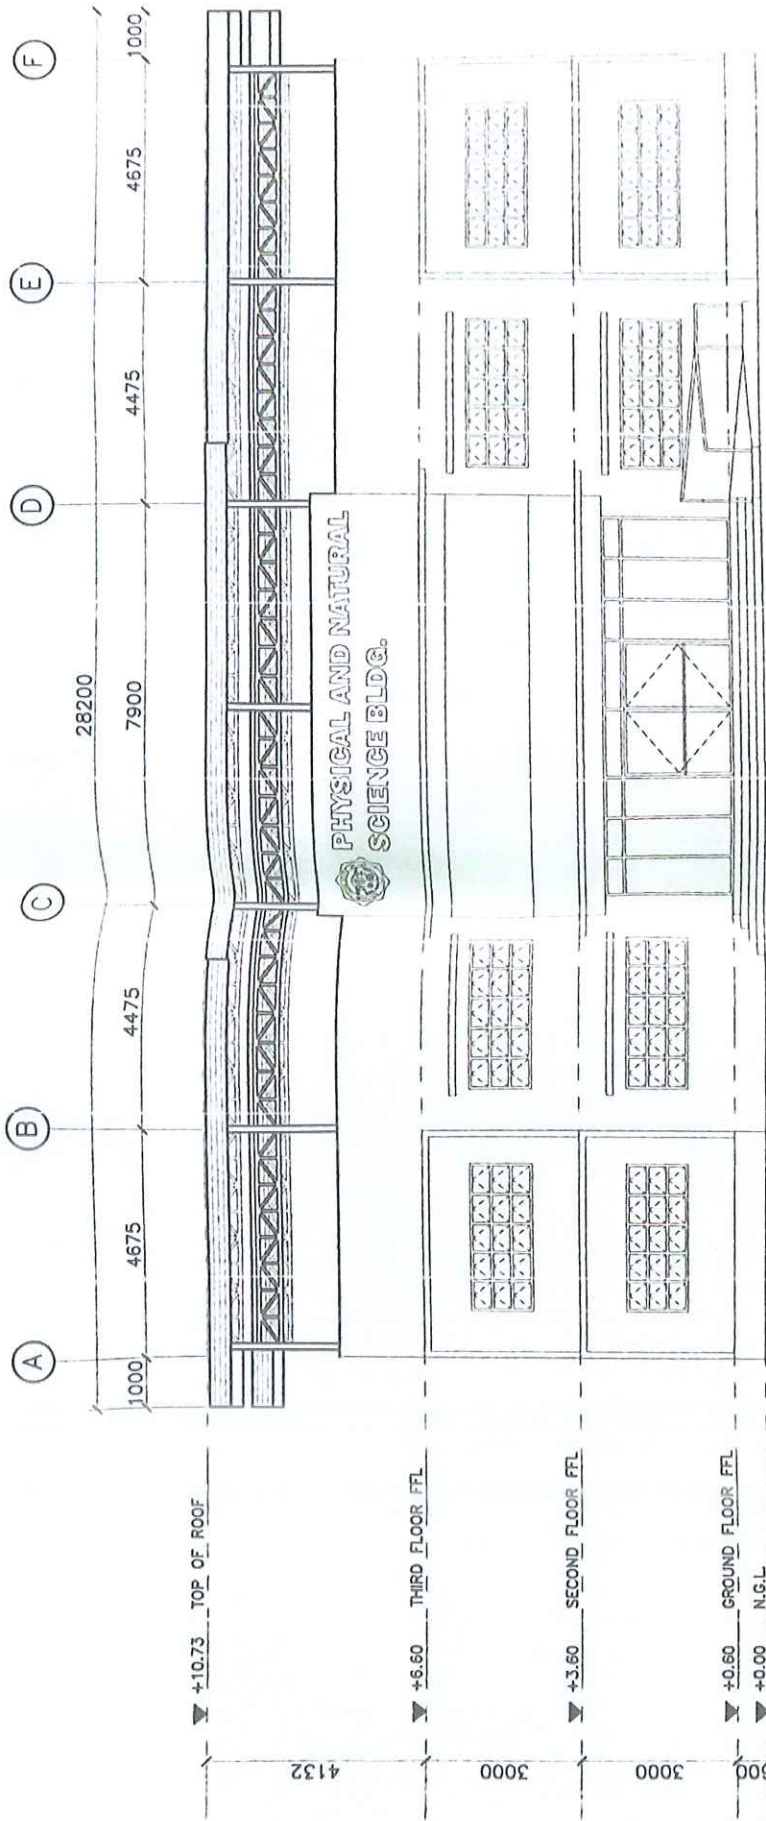 A
B
C
D
E
F
28200
1000
4675
4475
7900
4475
4675
1000
+10.73 TOP OF ROOF
4132
PHYSICAL AND NATURAL
SCIENCE BLDG.
+6.60 THIRD FLOOR FFL
3000
+3.60 SECOND FLOOR FFL
3000
+0.60 GROUND FLOOR FFL
+0.00 N.G.L.